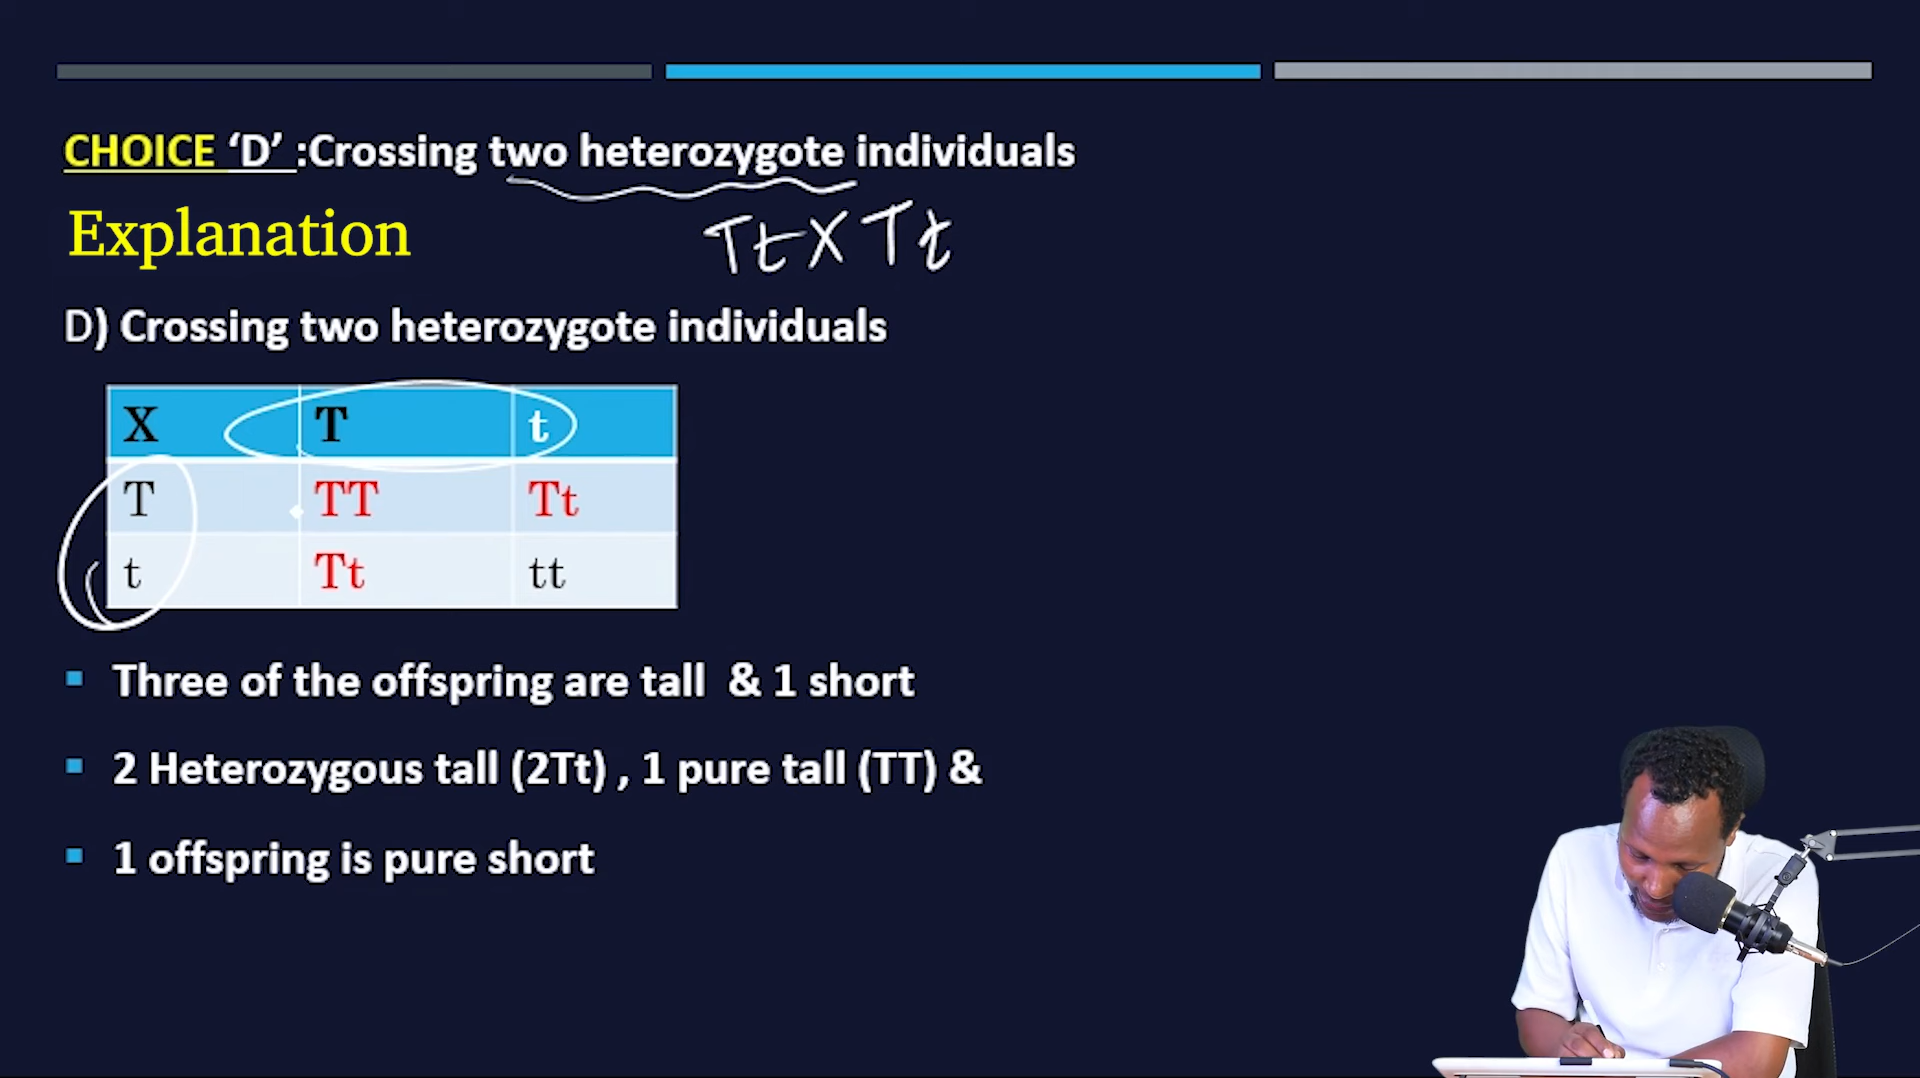 CHOICE ‘D’ :Crossing two heterozygote individuals
Explanation
Tt X Tt
D) Crossing two heterozygote individuals
X T t
T TT Tt
t Tt tt
Three of the offspring are tall & 1 short
2 Heterozygous tall (2Tt) , 1 pure tall (TT) &
1 offspring is pure short